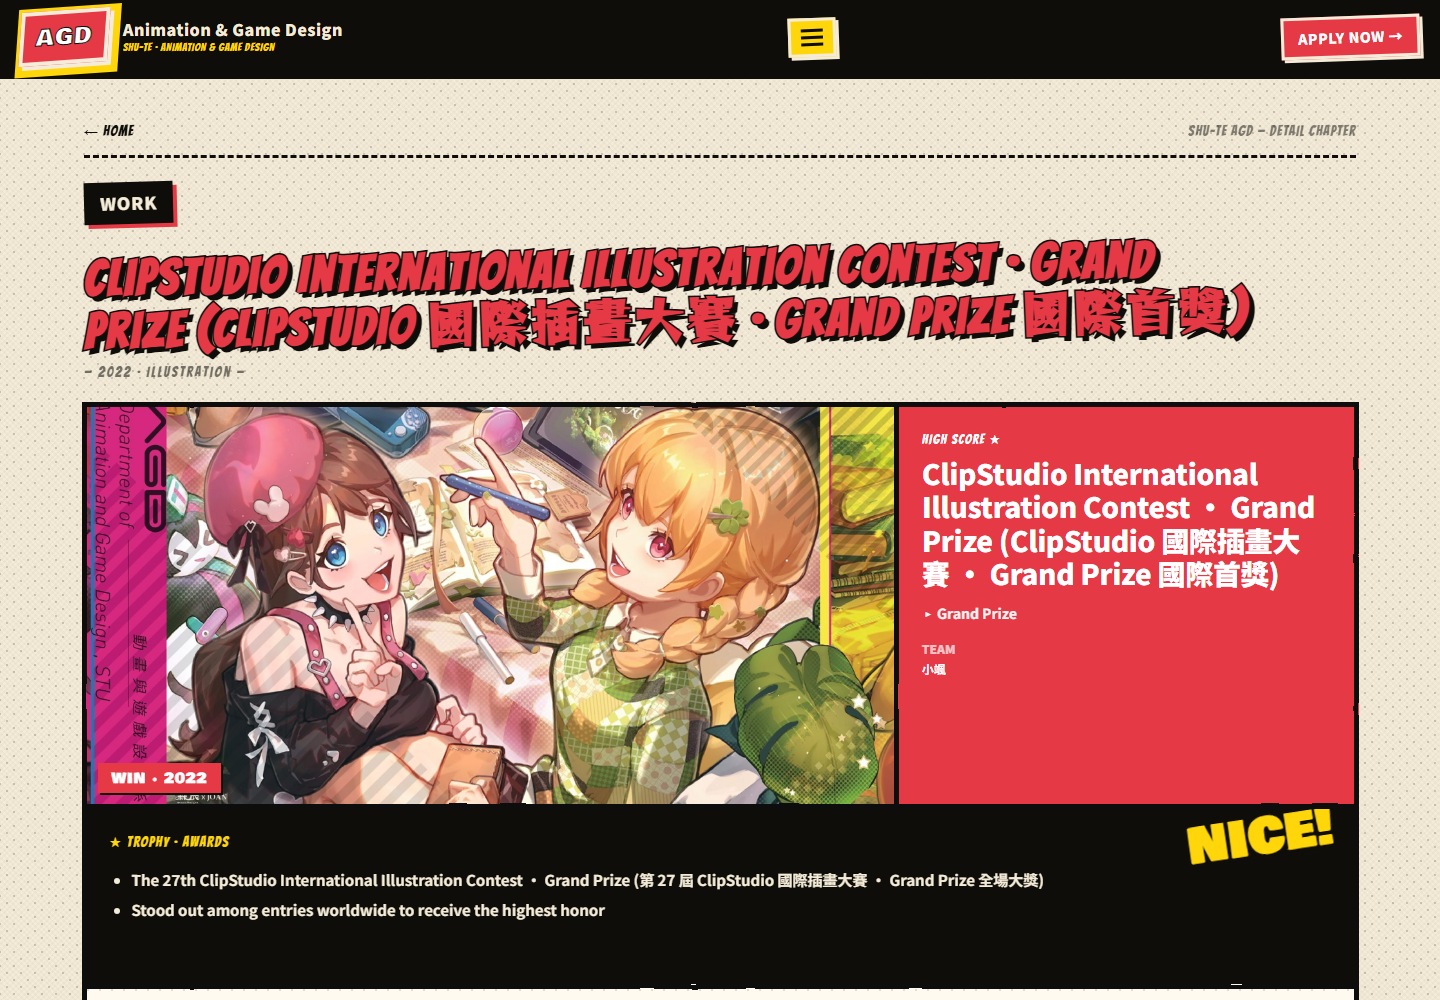 AGD
Animation & Game Design
SHU-TE · ANIMATION & GAME DESIGN
APPLY NOW →
← HOME
SHU-TE AGD — DETAIL CHAPTER
WORK
CLIPSTUDIO INTERNATIONAL ILLUSTRATION CONTEST · GRAND
PRIZE (CLIPSTUDIO 國際插畫大賽 · GRAND PRIZE 國際首獎)
— 2022 · ILLUSTRATION —
Department of
Animation and Game Design, STU
動畫與遊戲設
WIN · 2022
HIGH SCORE ★
ClipStudio International
Illustration Contest · Grand
Prize (ClipStudio 國際插畫大
賽 · Grand Prize 國際首獎)
▸ Grand Prize
TEAM
小颯
NICE!
★ TROPHY · AWARDS
• The 27th ClipStudio International Illustration Contest · Grand Prize (第 27 屆 ClipStudio 國際插畫大賽 · Grand Prize 全場大獎)
• Stood out among entries worldwide to receive the highest honor